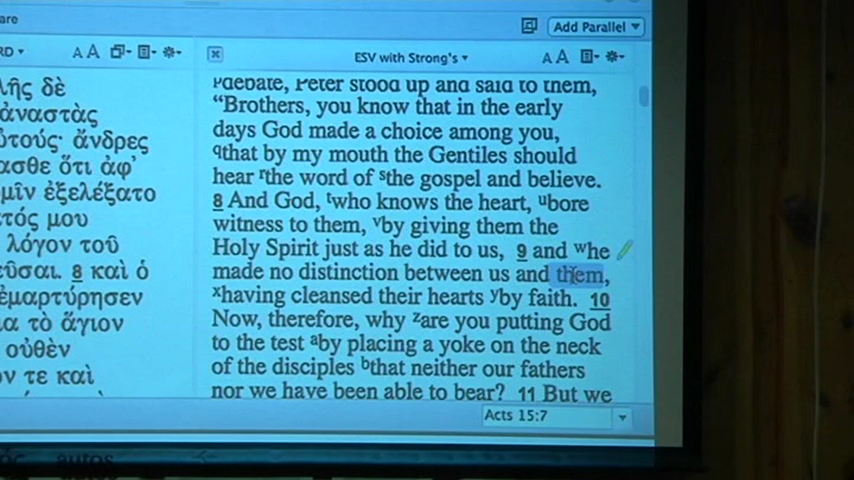 are
Add Parallel
RD
A A
ESV with Strong's
A A
debate, Peter stood up and said to them,
"Brothers, you know that in the early
days God made a choice among you,
qthat by my mouth the Gentiles should
hear rthe word of sthe gospel and believe.
8 And God, twho knows the heart, ubore
witness to them, vby giving them the
Holy Spirit just as he did to us, 9 and whe
made no distinction between us and them,
xhaving cleansed their hearts yby faith. 10
Now, therefore, why zare you putting God
to the test aby placing a yoke on the neck
of the disciples bthat neither our fathers
nor we have been able to bear? 11 But we
Acts 15:7
λῆς δὲ
ἀναστὰς
ὐτούς· ἄνδρες
ασθε ὅτι ἀφ’
μῖν ἐξελέξατο
τός μου
λόγον τοῦ
εῦσαι. 8 καὶ ὁ
ἐμαρτύρησεν
α τὸ ἅγιον
οὐθὲν
ν τε καὶ
autos